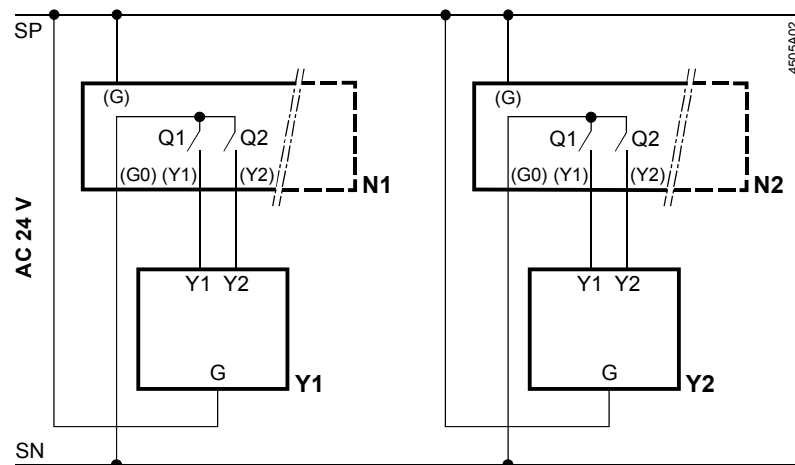 SP
4505A02
(G)
(G)
Q1 Q2
Q1 Q2
(G0) (Y1) (Y2)
N1
(G0) (Y1) (Y2)
N2
AC 24 V
Y1 Y2
Y1 Y2
G
Y1
G
Y2
SN